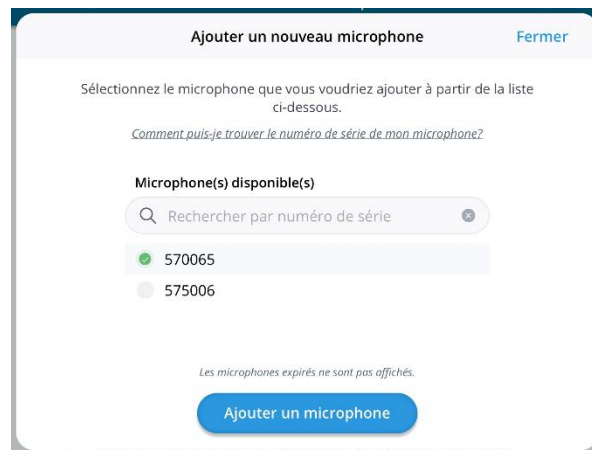 Ajouter un nouveau microphone
Fermer
Sélectionnez le microphone que vous voudriez ajouter à partir de la liste
ci-dessous.
Comment puis-je trouver le numéro de série de mon microphone?
Microphone(s) disponible(s)
Rechercher par numéro de série
570065
575006
Les microphones expirés ne sont pas affichés.
Ajouter un microphone